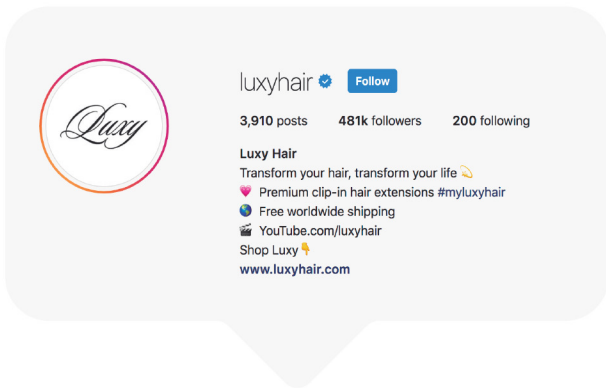 Luxy
luxyhair Follow
3,910 posts 481k followers 200 following
Luxy Hair
Transform your hair, transform your life 💫
💗 Premium clip-in hair extensions #myluxyhair
🌎 Free worldwide shipping
🎬 YouTube.com/luxyhair
Shop Luxy👇
www.luxyhair.com